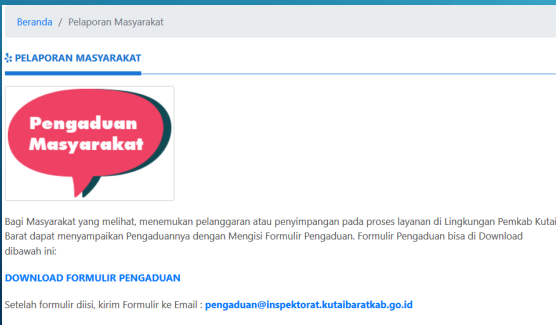 Beranda / Pelaporan Masyarakat
PELAPORAN MASYARAKAT
Pengaduan
Masyarakat
Bagi Masyarakat yang melihat, menemukan pelanggaran atau penyimpangan pada proses layanan di Lingkungan Pemkab Kutai
Barat dapat menyampaikan Pengaduannya dengan Mengisi Formulir Pengaduan. Formulir Pengaduan bisa di Download
dibawah ini:
DOWNLOAD FORMULIR PENGADUAN
Setelah formulir diisi, kirim Formulir ke Email : pengaduan@inspektorat.kutaibaratkab.go.id